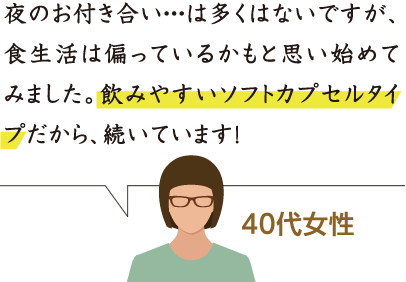 夜のお付き合い…は多くはないですが、
食生活は偏っているかもと思い始めて
みました。飲みやすいソフトカプセルタイ
プだから、続いています！
40代女性